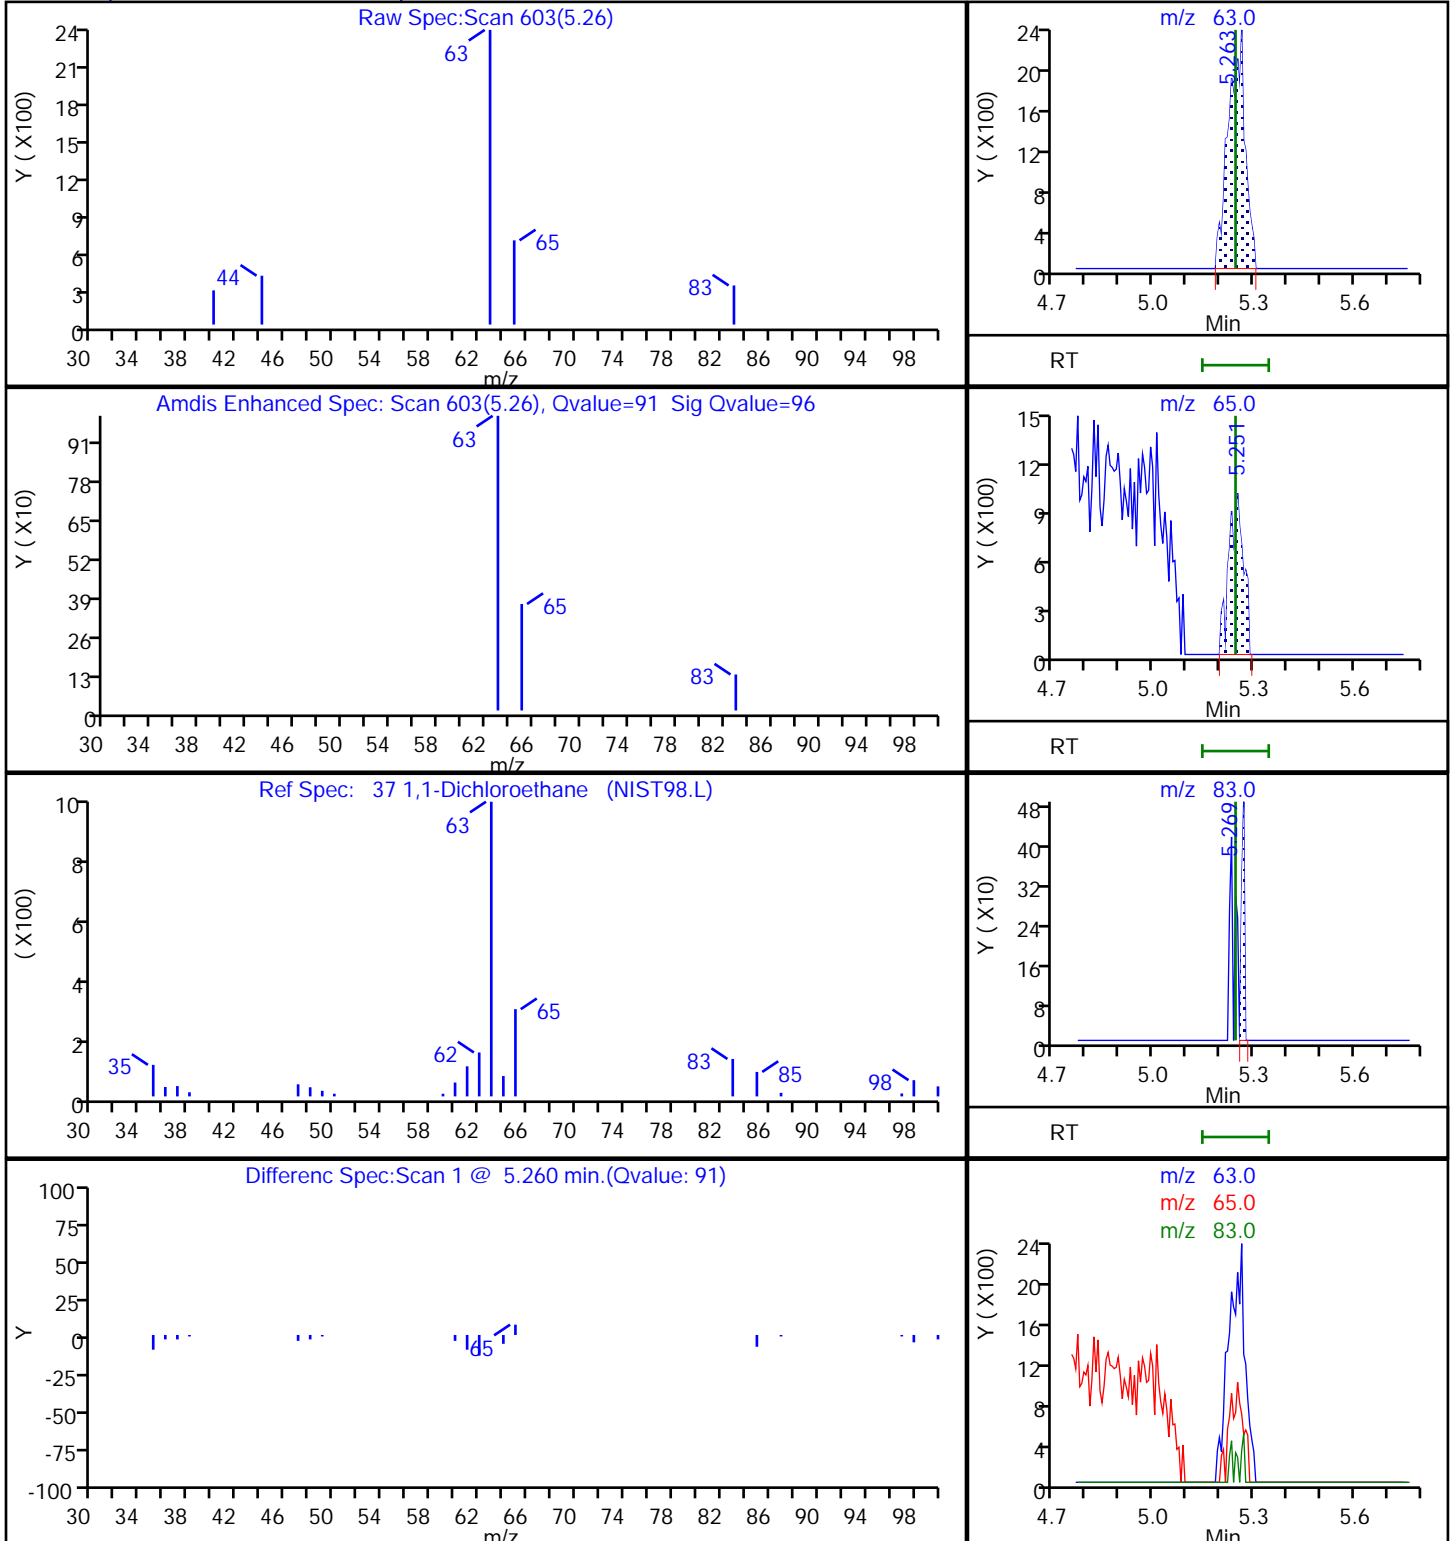 Raw Spec:Scan 603(5.26)
Y ( X100)
24
21
18
15
12
9
6
3
0
63
65
44
83
30 34 38 42 46 50 54 58 62 66 70 74 78 82 86 90 94 98
m/z
m/z 63.0
Y ( X100)
24
20
16
12
8
4
0
5.263
4.7 5.0 5.3 5.6
Min
RT
Amdis Enhanced Spec: Scan 603(5.26), Qvalue=91 Sig Qvalue=96
Y ( X10)
91
78
65
52
39
26
13
0
63
65
83
30 34 38 42 46 50 54 58 62 66 70 74 78 82 86 90 94 98
m/z
m/z 65.0
Y ( X100)
15
12
9
6
3
0
5.251
4.7 5.0 5.3 5.6
Min
RT
Ref Spec: 37 1,1-Dichloroethane (NIST98.L)
( X100)
10
8
6
4
2
0
63
65
62
35
83
85
98
30 34 38 42 46 50 54 58 62 66 70 74 78 82 86 90 94 98
m/z 83.0
Y ( X10)
48
40
32
24
16
8
0
5.269
4.7 5.0 5.3 5.6
Min
RT
Differenc Spec:Scan 1 @ 5.260 min.(Qvalue: 91)
Y
100
75
50
25
0
-25
-50
-75
-100
65
30 34 38 42 46 50 54 58 62 66 70 74 78 82 86 90 94 98
m/z
m/z 63.0
m/z 65.0
m/z 83.0
Y ( X100)
24
20
16
12
8
4
0
4.7 5.0 5.3 5.6
Min